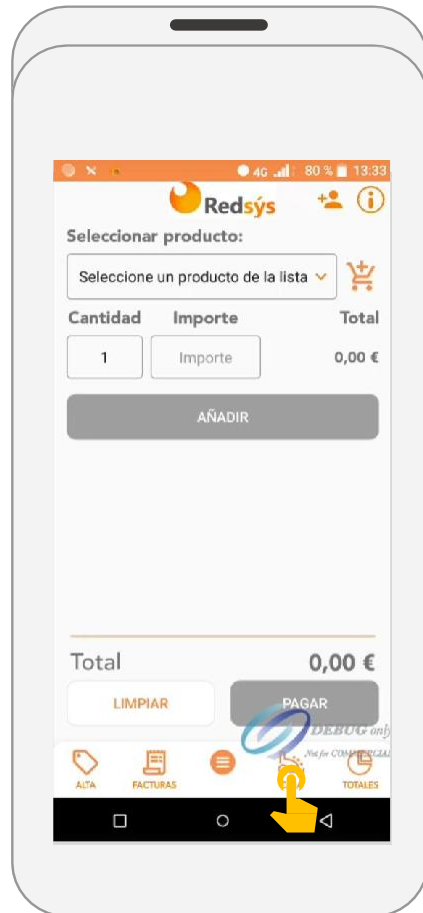 4G 80 % 13:33
Redsýs
Seleccionar producto:
Seleccione un producto de la lista
Cantidad Importe Total
1 Importe 0,00 €
AÑADIR
Total 0,00 €
LIMPIAR PAGAR
DEBUG only
Not for COMMERCIAL
ALTA FACTURAS TOTALES